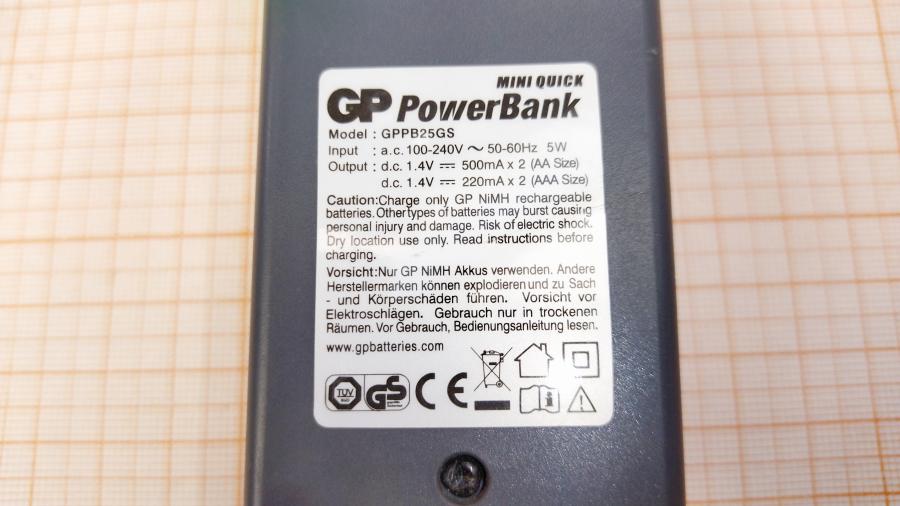 MINI QUICK
GP PowerBank
Model : GPPB25GS
Input : a.c. 100-240V ～ 50-60Hz 5W
Output : d.c. 1.4V ⎓ 500mA x 2 (AA Size)
d.c. 1.4V ⎓ 220mA x 2 (AAA Size)
Caution:Charge only GP NiMH rechargeable
batteries. Other types of batteries may burst causing
personal injury and damage. Risk of electric shock.
Dry location use only. Read instructions before
charging.
Vorsicht:Nur GP NiMH Akkus verwenden. Andere
Herstellermarken können explodieren und zu Sach
- und Körperschäden führen. Vorsicht vor
Elektroschlägen. Gebrauch nur in trockenen
Räumen. Vor Gebrauch, Bedienungsanleitung lesen.
www.gpbatteries.com
TÜV GS CE